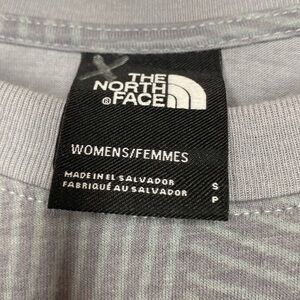 THE
NORTH
FACE
®
WOMENS/FEMMES
MADE IN EL SALVADOR
FABRIQUÉ AU SALVADOR
S
P